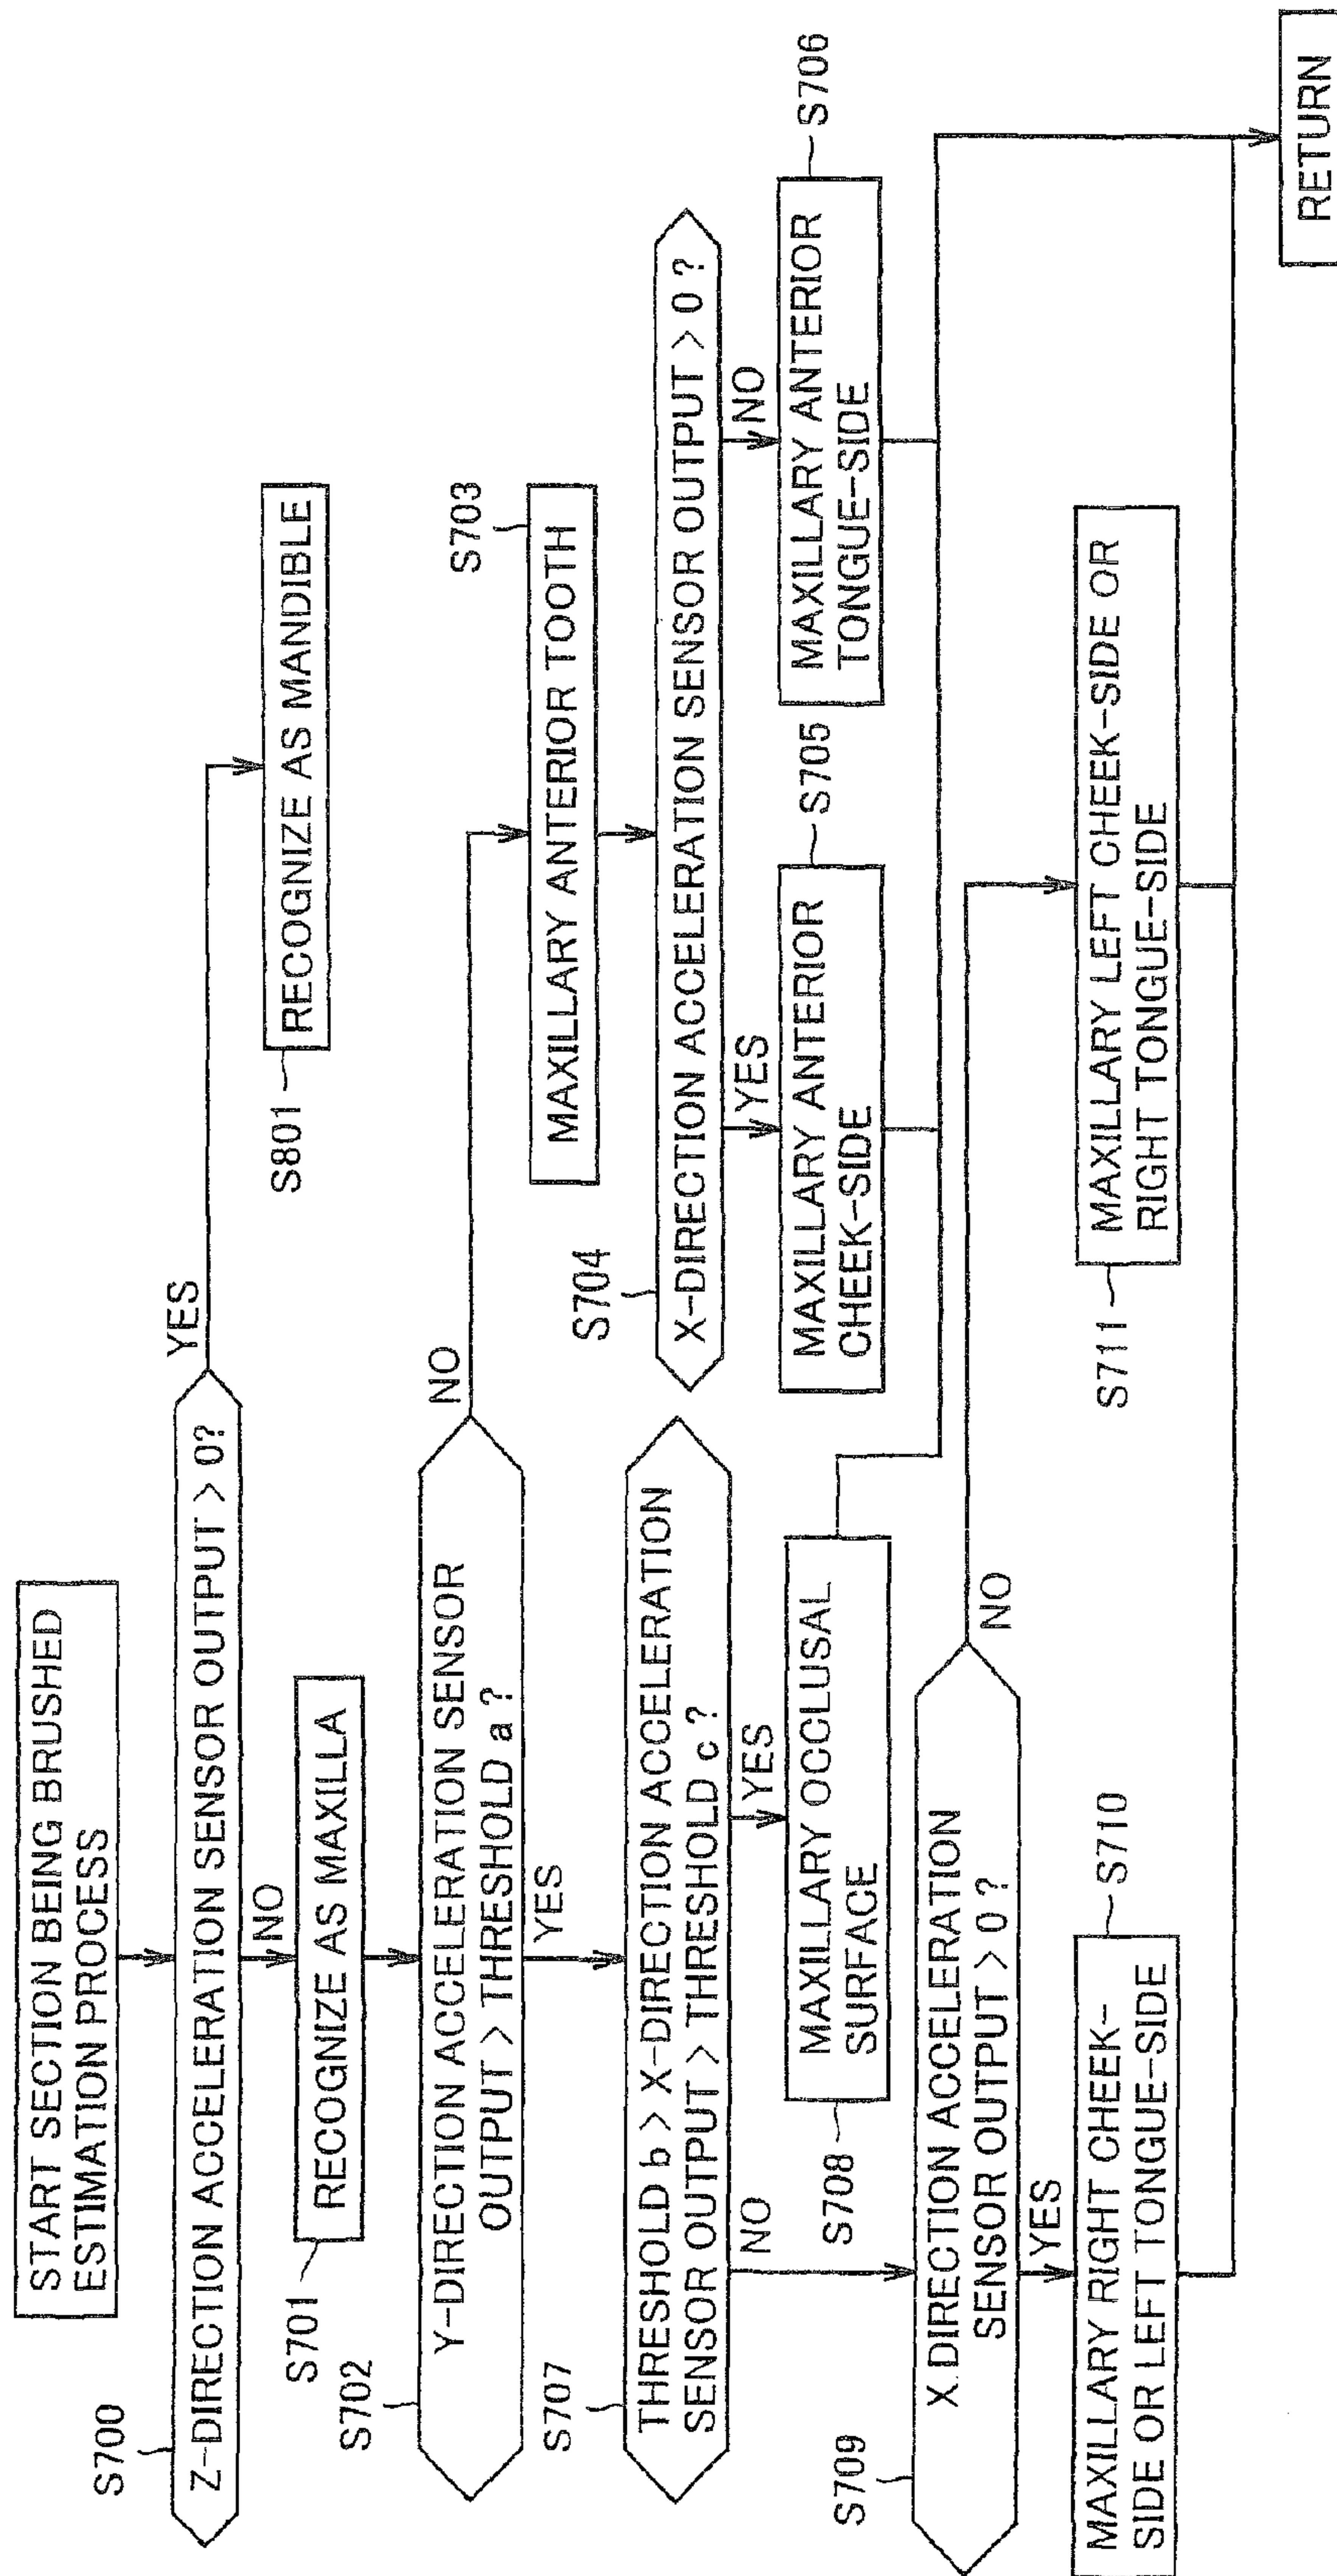 START SECTION BEING BRUSHED
ESTIMATION PROCESS
S700
Z-DIRECTION ACCELERATION SENSOR OUTPUT > 0?
YES
NO
S801
RECOGNIZE AS MANDIBLE
S701
RECOGNIZE AS MAXILLA
S702
Y-DIRECTION ACCELERATION SENSOR
OUTPUT > THRESHOLD a ?
NO
YES
S703
MAXILLARY ANTERIOR TOOTH
S704
X-DIRECTION ACCELERATION SENSOR OUTPUT > 0 ?
YES
NO
S705
MAXILLARY ANTERIOR
CHEEK-SIDE
S706
MAXILLARY ANTERIOR
TONGUE-SIDE
S707
THRESHOLD b > X-DIRECTION ACCELERATION
SENSOR OUTPUT > THRESHOLD c ?
NO
YES
S708
MAXILLARY OCCLUSAL
SURFACE
S709
X.DIRECTION ACCELERATION
SENSOR OUTPUT > 0 ?
NO
YES
S710
MAXILLARY RIGHT CHEEK-
SIDE OR LEFT TONGUE-SIDE
S711
MAXILLARY LEFT CHEEK-SIDE OR
RIGHT TONGUE-SIDE
RETURN